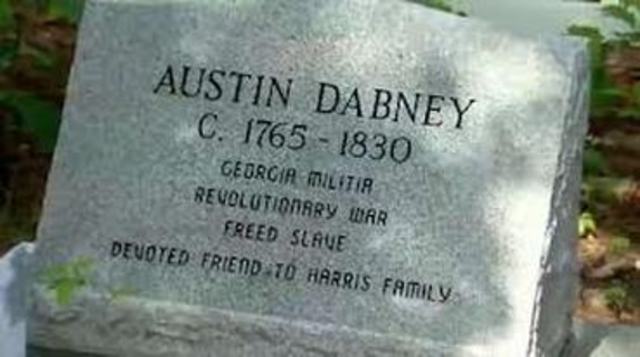 AUSTIN DABNEY
C. 1765 - 1830
GEORGIA MILITIA
REVOLUTIONARY WAR
FREED SLAVE
DEVOTED FRIEND TO HARRIS FAMILY